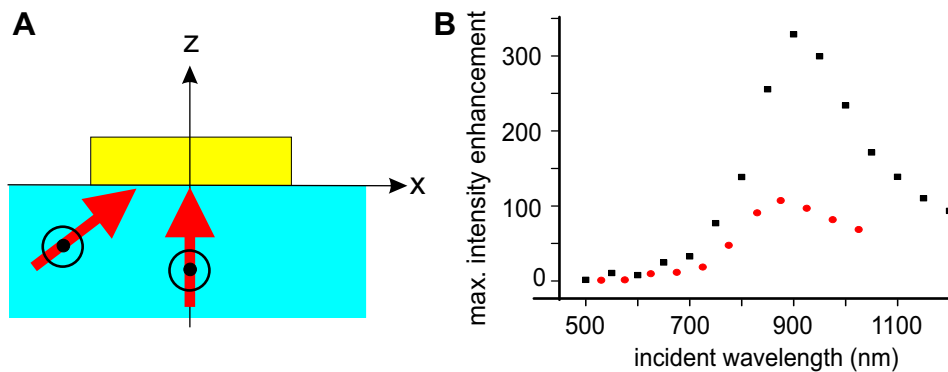 A
z
x
B
max. intensity enhancement
300
200
100
0
500
700
900
1100
incident wavelength (nm)